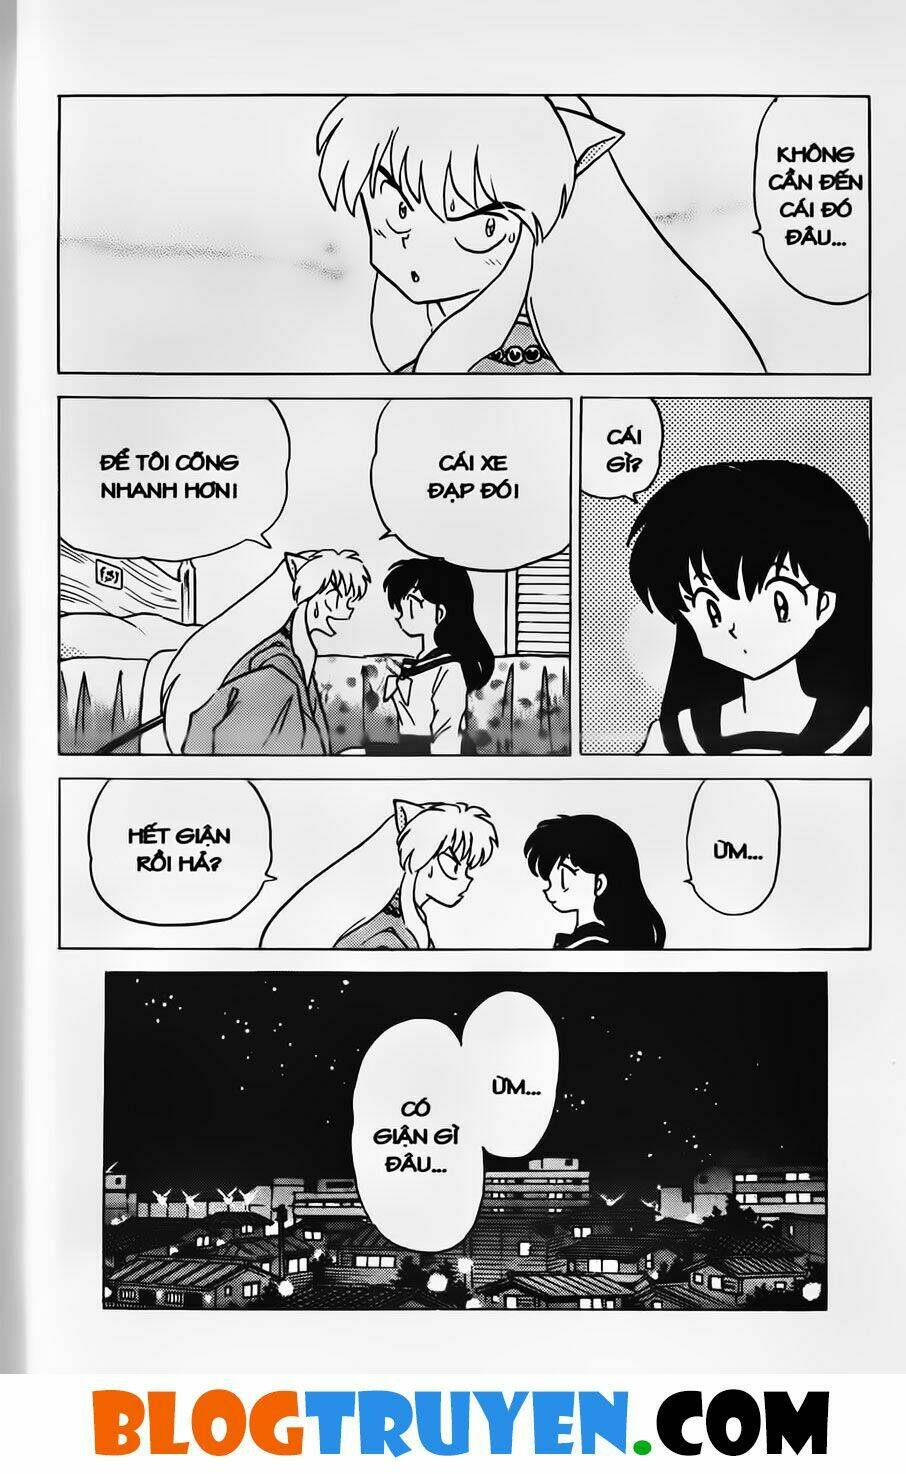 KHÔNG
CẦN ĐẾN
CÁI ĐÓ
ĐÂU...
CÁI
GÌ?
CÁI XE
ĐẠP ĐÓ!
ĐỂ TÔI CÕNG
NHANH HƠN!
ỪM...
HẾT GIẬN
RỒI HẢ?
ỪM...
CÓ
GIẬN GÌ
ĐÂU...
BLOGTRUYEN.COM